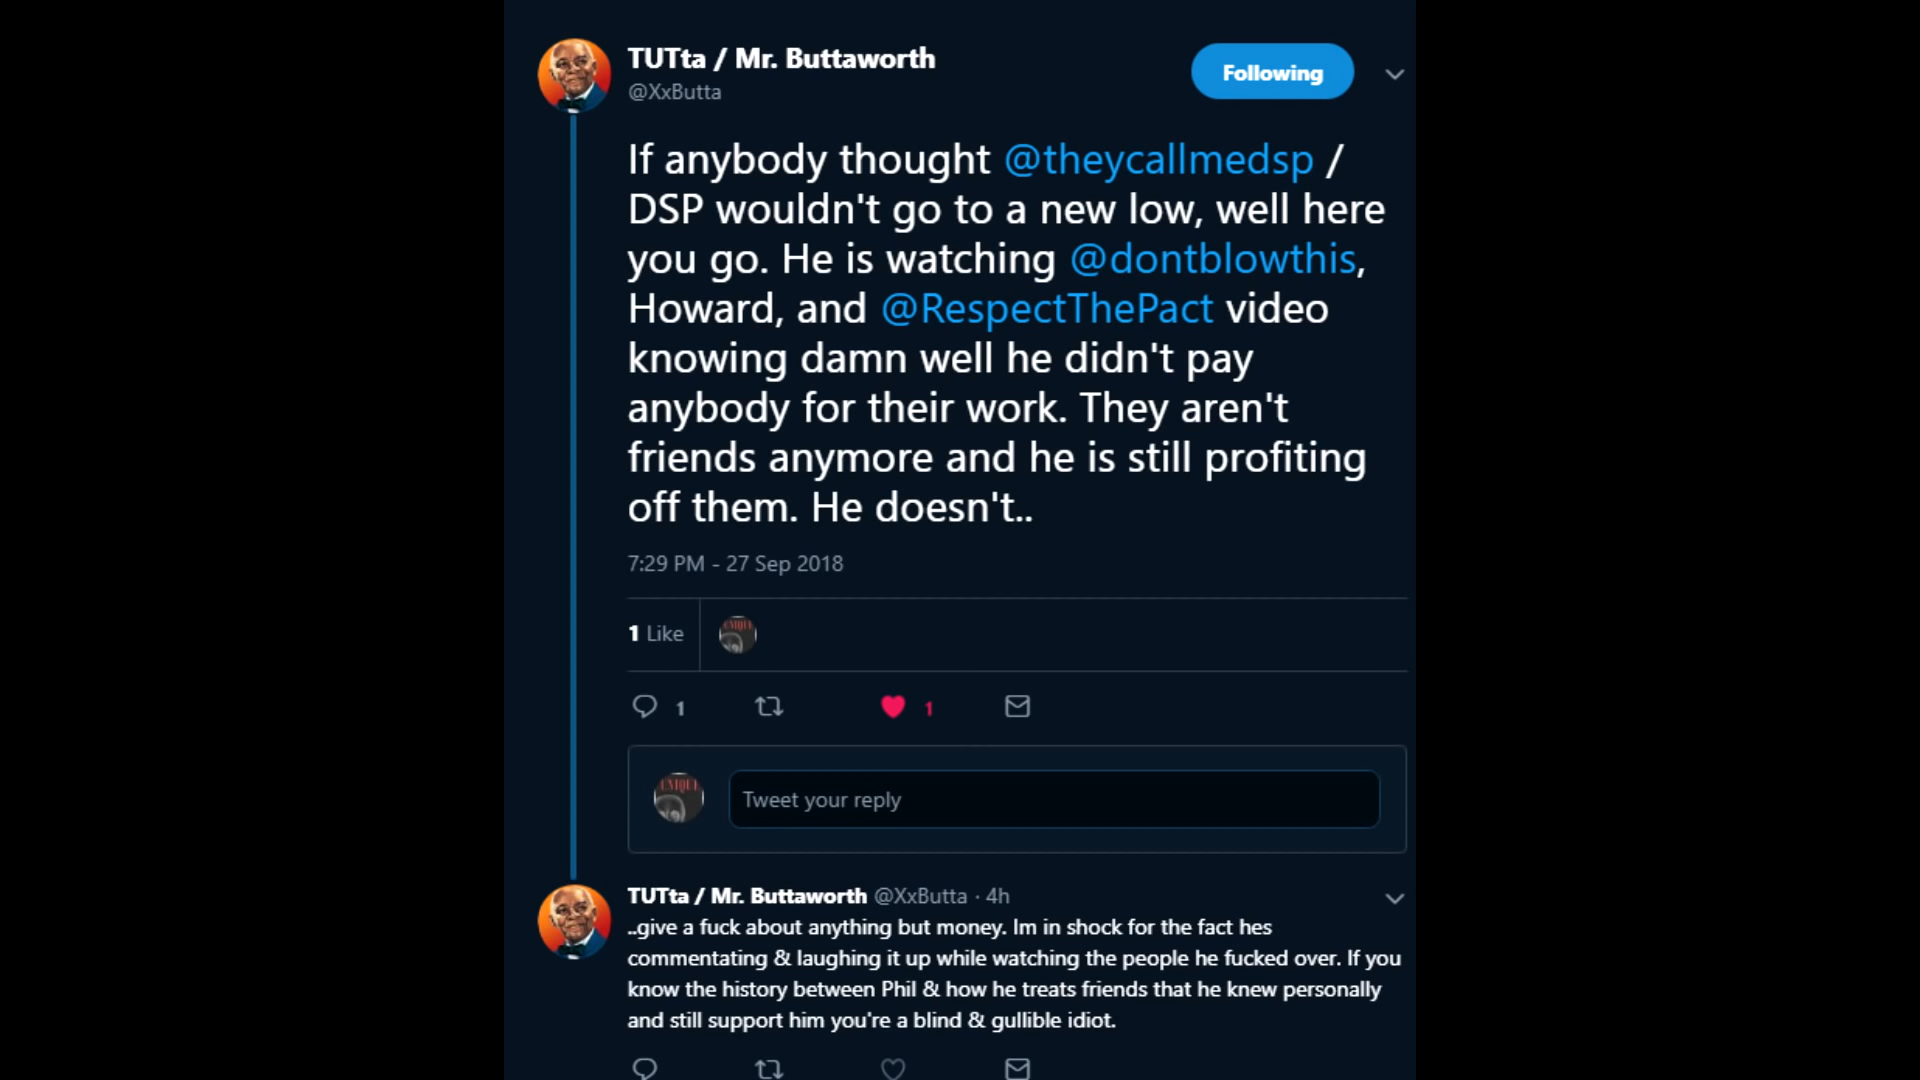 TUTta / Mr. Buttaworth
@XxButta
Following
If anybody thought @theycallmedsp /
DSP wouldn't go to a new low, well here
you go. He is watching @dontblowthis,
Howard, and @RespectThePact video
knowing damn well he didn't pay
anybody for their work. They aren't
friends anymore and he is still profiting
off them. He doesn't..
7:29 PM - 27 Sep 2018
1 Like
1
1
Tweet your reply
TUTta / Mr. Buttaworth @XxButta · 4h
..give a fuck about anything but money. Im in shock for the fact hes
commentating & laughing it up while watching the people he fucked over. If you
know the history between Phil & how he treats friends that he knew personally
and still support him you're a blind & gullible idiot.